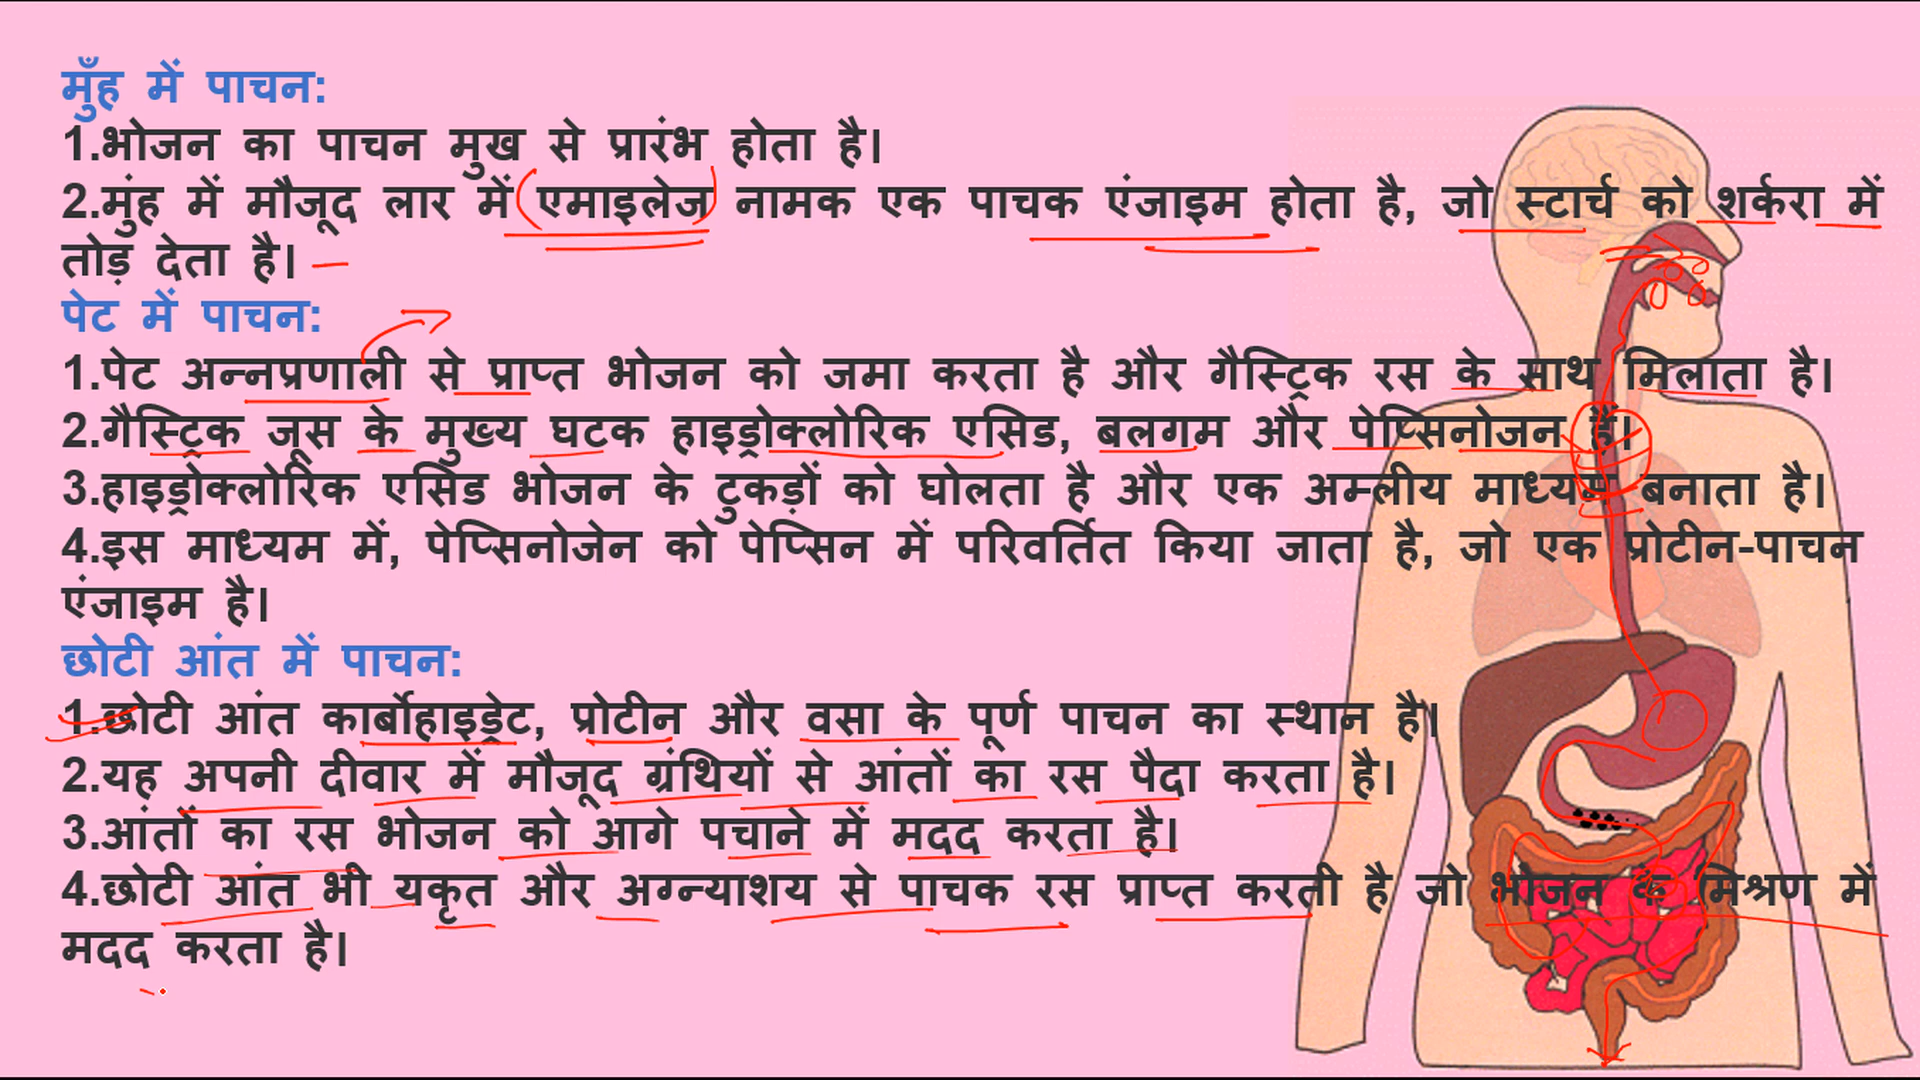 मुँह में पाचन:
1.भोजन का पाचन मुख से प्रारंभ होता है।
2.मुंह में मौजूद लार में एमाइलेज नामक एक पाचक एंजाइम होता है, जो स्टार्च को शर्करा में
तोड़ देता है।
पेट में पाचन:
1.पेट अन्नप्रणाली से प्राप्त भोजन को जमा करता है और गैस्ट्रिक रस के साथ मिलाता है।
2.गैस्ट्रिक जूस के मुख्य घटक हाइड्रोक्लोरिक एसिड, बलगम और पेप्सिनोजन हैं।
3.हाइड्रोक्लोरिक एसिड भोजन के टुकड़ों को घोलता है और एक अम्लीय माध्यम बनाता है।
4.इस माध्यम में, पेप्सिनोजेन को पेप्सिन में परिवर्तित किया जाता है, जो एक प्रोटीन-पाचन
एंजाइम है।
छोटी आंत में पाचन:
1.छोटी आंत कार्बोहाइड्रेट, प्रोटीन और वसा के पूर्ण पाचन का स्थान है।
2.यह अपनी दीवार में मौजूद ग्रंथियों से आंतों का रस पैदा करता है।
3.आंतों का रस भोजन को आगे पचाने में मदद करता है।
4.छोटी आंत भी यकृत और अग्न्याशय से पाचक रस प्राप्त करती है जो भोजन के मिश्रण में
मदद करता है।